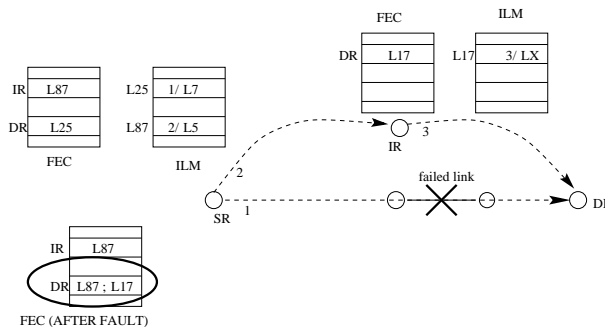 FEC
ILM
DR L17
L17 3/ LX
IR L87
L25 1/ L7
DR L25
L87 2/ L5
FEC
ILM
IR
3
2
failed link
SR
1
IR L87
DR L87 ; L17
FEC (AFTER FAULT)